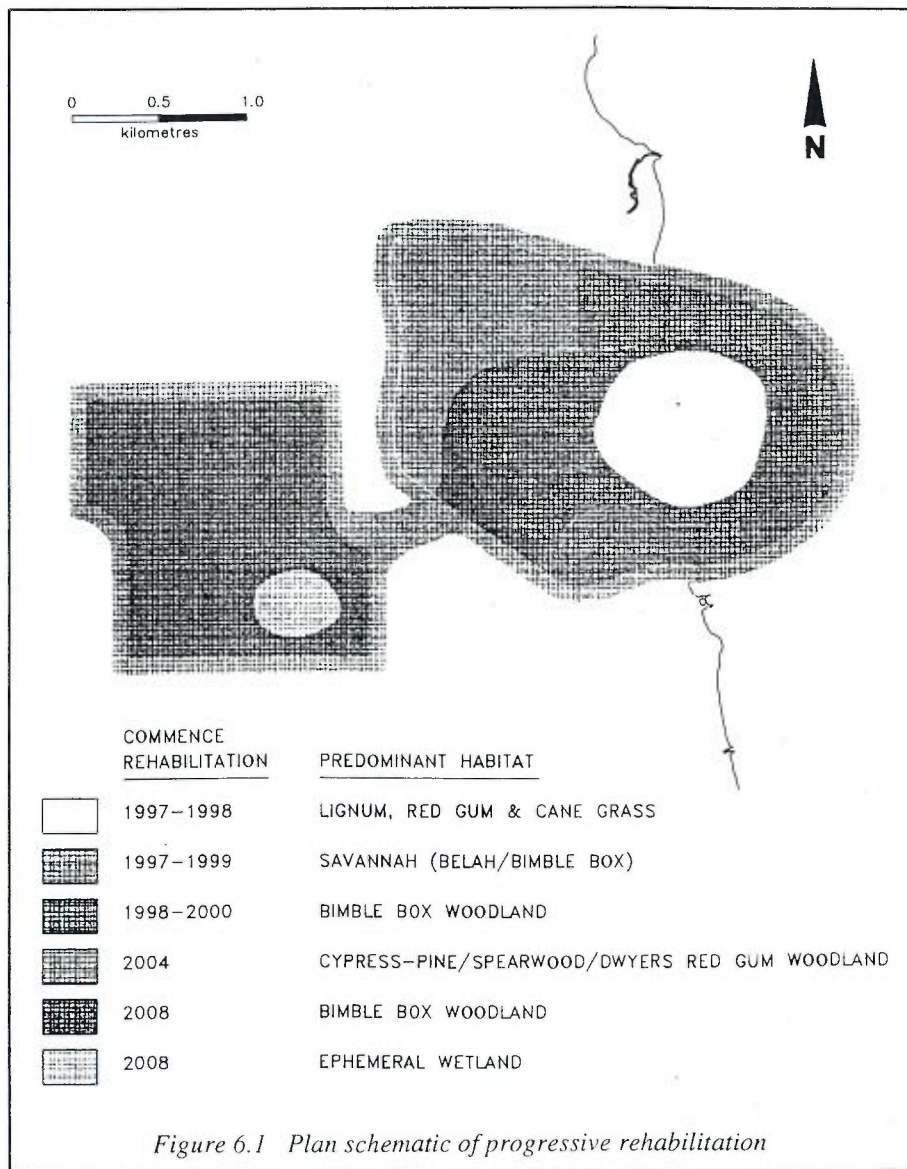 0 0.5 1.0
kilometres
N
COMMENCE
REHABILITATION PREDOMINANT HABITAT
1997-1998 LIGNUM, RED GUM & CANE GRASS
1997-1999 SAVANNAH (BELAH/BIMBLE BOX)
1998-2000 BIMBLE BOX WOODLAND
2004 CYPRESS-PINE/SPEARWOOD/DWYERS RED GUM WOODLAND
2008 BIMBLE BOX WOODLAND
2008 EPHEMERAL WETLAND
Figure 6.1 Plan schematic of progressive rehabilitation